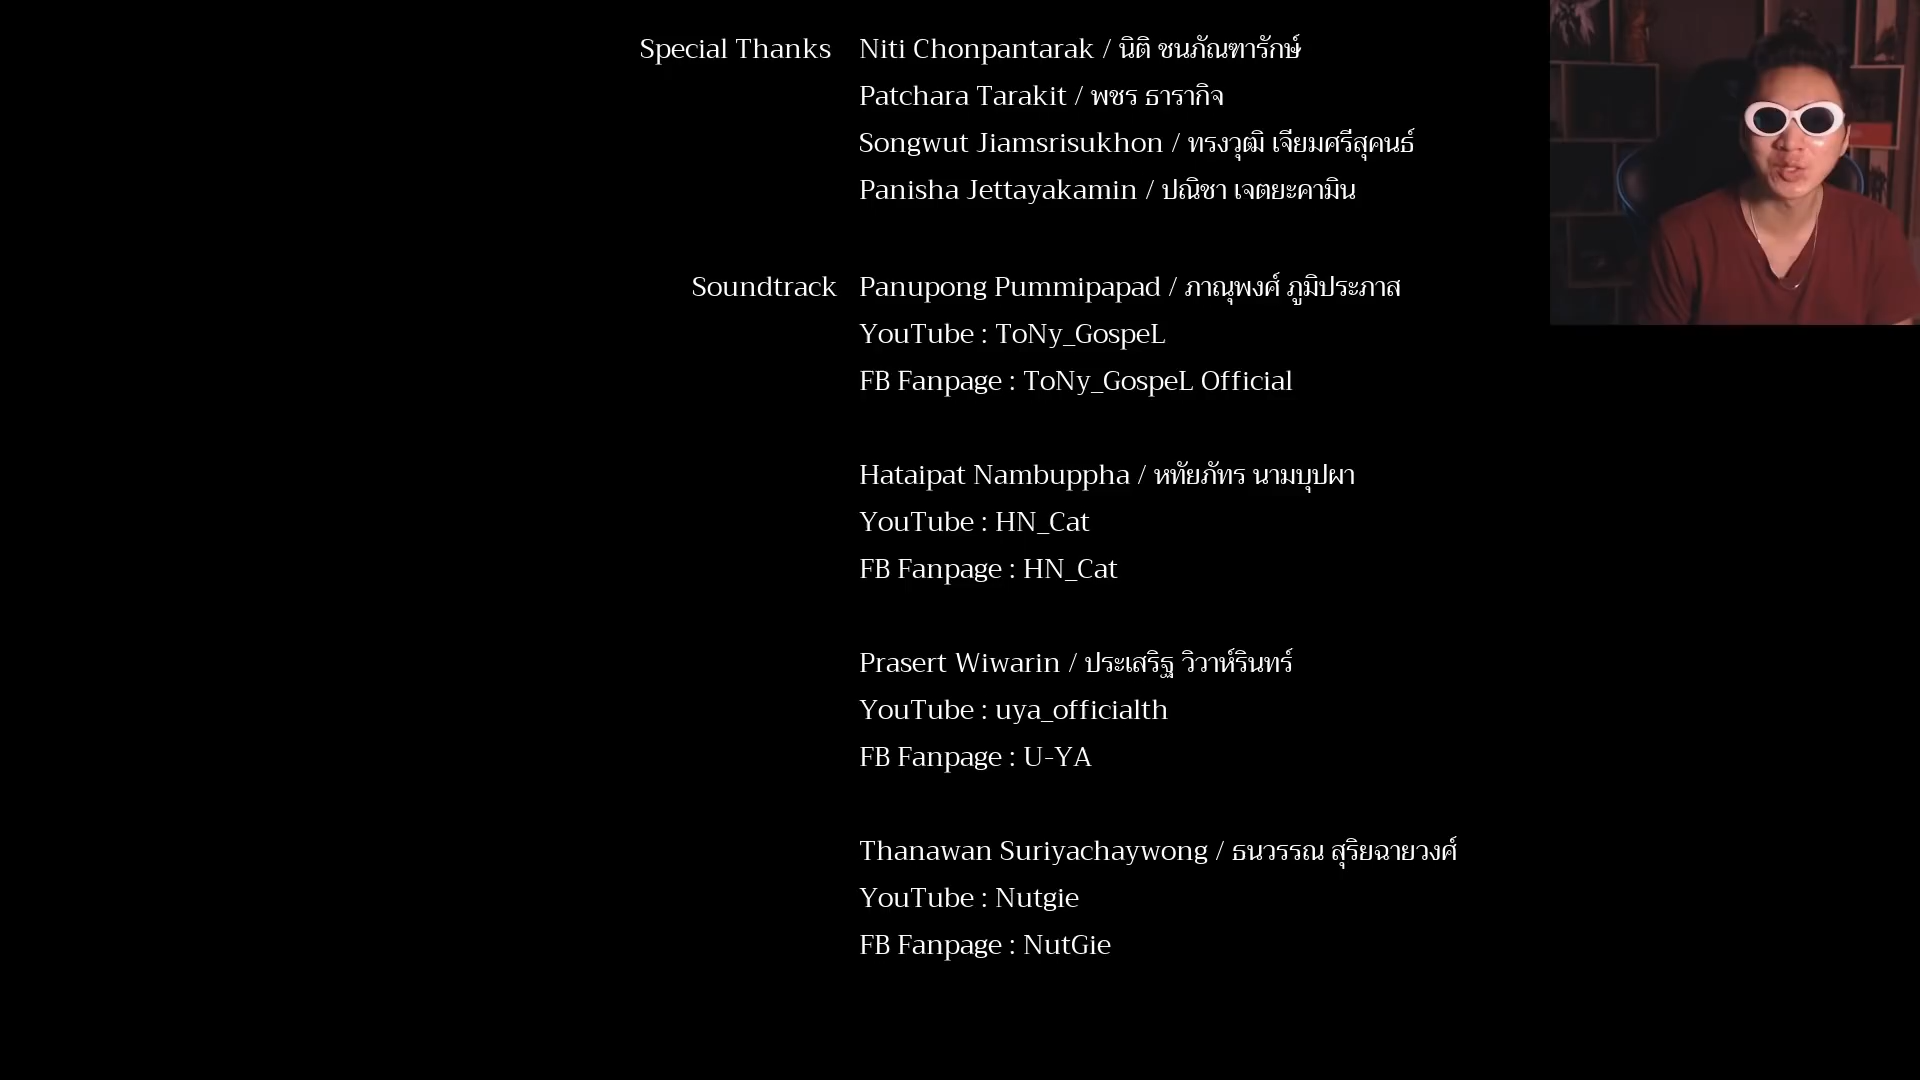 Special Thanks Niti Chonpantarak / นิติ ชนภัณฑารักษ์
Patchara Tarakit / พชร ธารากิจ
Songwut Jiamsrisukhon / ทรงวุฒิ เจียมศรีสุคนธ์
Panisha Jettayakamin / ปณิชา เจตยะคามิน
Soundtrack Panupong Pummipapad / ภาณุพงศ์ ภูมิประภาส
YouTube : ToNy_GospeL
FB Fanpage : ToNy_GospeL Official
Hataipat Nambuppha / หทัยภัทร นามบุปผา
YouTube : HN_Cat
FB Fanpage : HN_Cat
Prasert Wiwarin / ประเสริฐ วิวาห์รินทร์
YouTube : uya_officialth
FB Fanpage : U-YA
Thanawan Suriyachaywong / ธนวรรณ สุริยฉายวงศ์
YouTube : Nutgie
FB Fanpage : NutGie